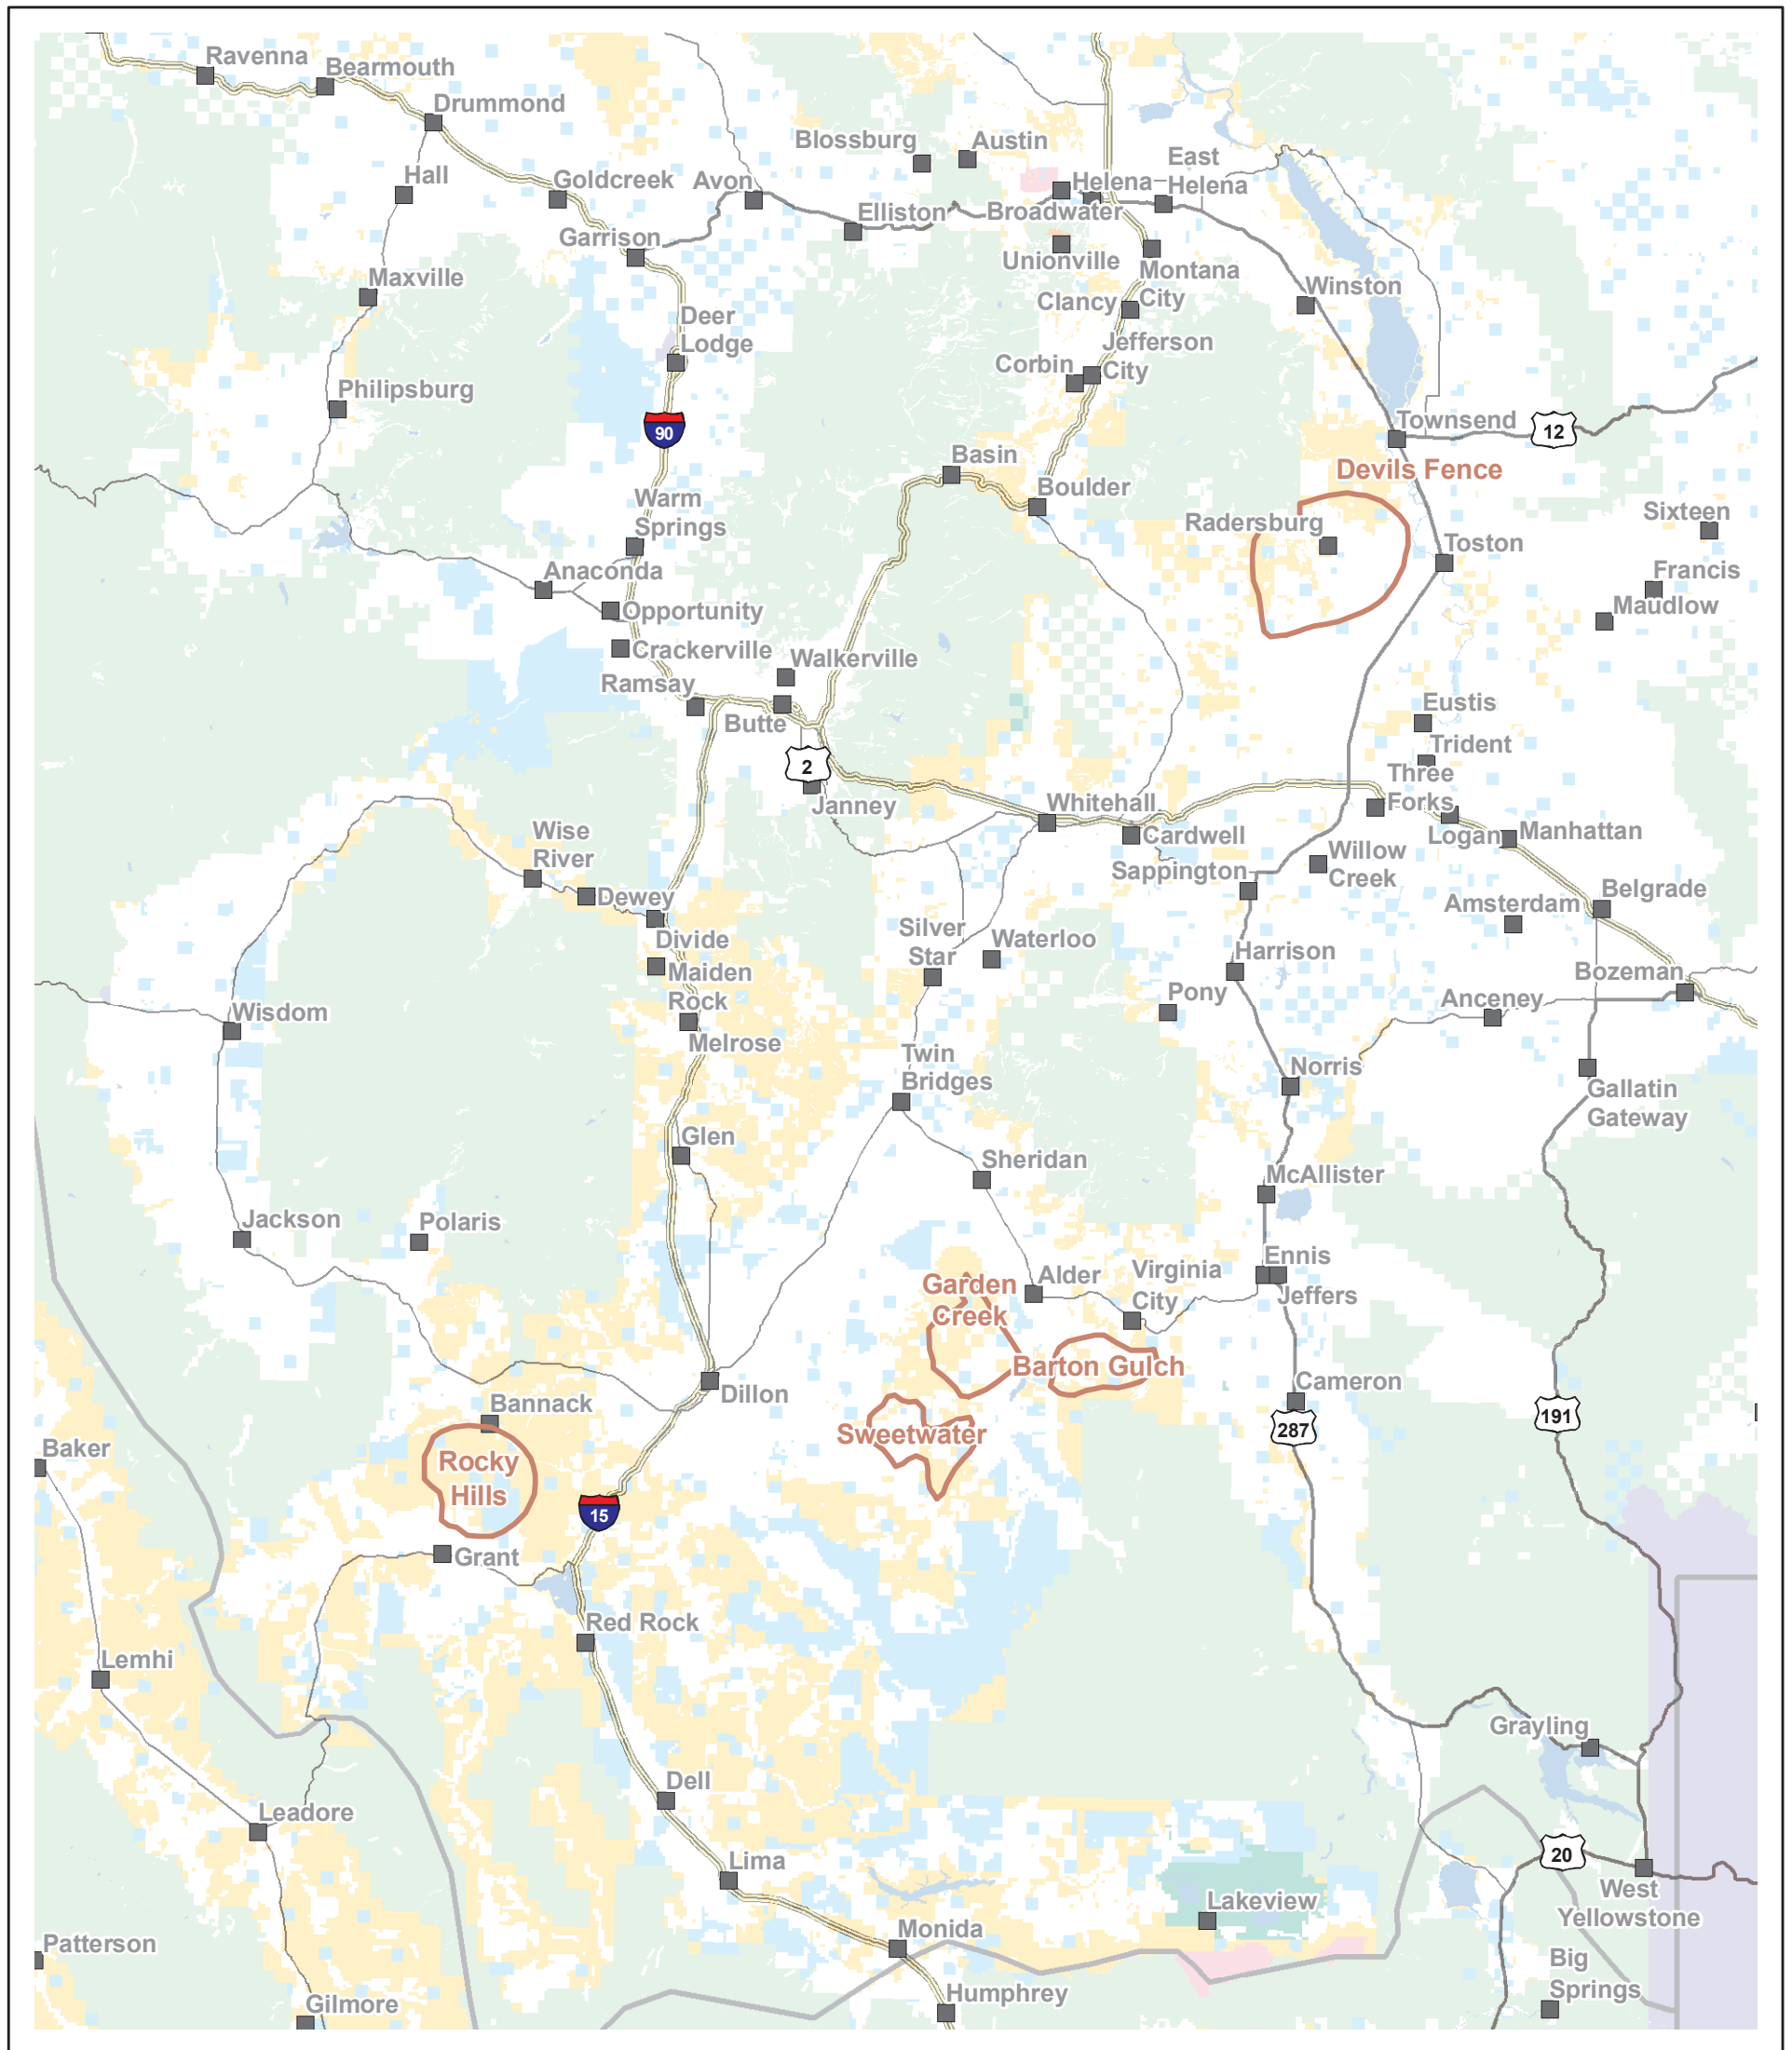 Ravenna
Bearmouth
Drummond
Blossburg
Austin
East
Helena
Hall
Goldcreek
Avon
Helena
Elliston
Broadwater
Garrison
Unionville
Montana
City
Maxville
Winston
Clancy
Deer
Lodge
Jefferson
City
Corbin
Philipsburg
90
Townsend
12
Basin
Devils Fence
Boulder
Warm
Springs
Radersburg
Sixteen
Toston
Anaconda
Francis
Opportunity
Maudlow
Crackerville
Walkerville
Ramsay
Eustis
Butte
Trident
2
Three
Forks
Janney
Whitehall
Wise
River
Cardwell
Logan
Manhattan
Willow
Creek
Sappington
Dewey
Belgrade
Amsterdam
Silver
Star
Divide
Waterloo
Harrison
Maiden
Rock
Bozeman
Pony
Anceney
Wisdom
Melrose
Twin
Bridges
Norris
Gallatin
Gateway
Glen
Sheridan
McAllister
Jackson
Polaris
Ennis
Garden
Creek
Alder
Virginia
City
Jeffers
Barton Gulch
Dillon
Cameron
Bannack
191
287
Sweetwater
Baker
Rocky
Hills
15
Grant
Red Rock
Lemhi
Grayling
Dell
Leadore
20
Lima
West
Yellowstone
Lakeview
Monida
Patterson
Big
Springs
Humphrey
Gilmore